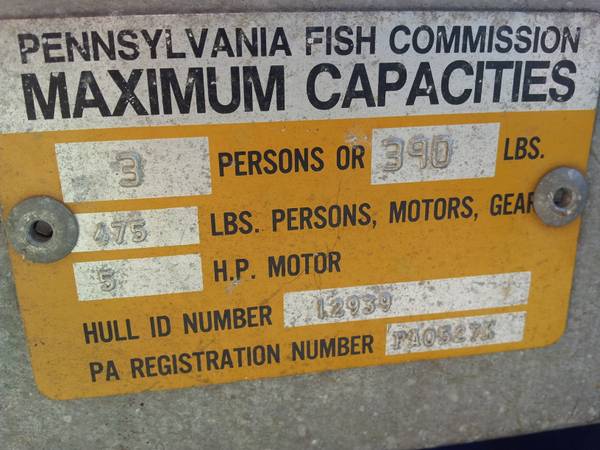 PENNSYLVANIA FISH COMMISSION
MAXIMUM CAPACITIES
3 PERSONS OR 390 LBS.
475 LBS. PERSONS, MOTORS, GEAR
5 H.P. MOTOR
HULL ID NUMBER 12939
PA REGISTRATION NUMBER